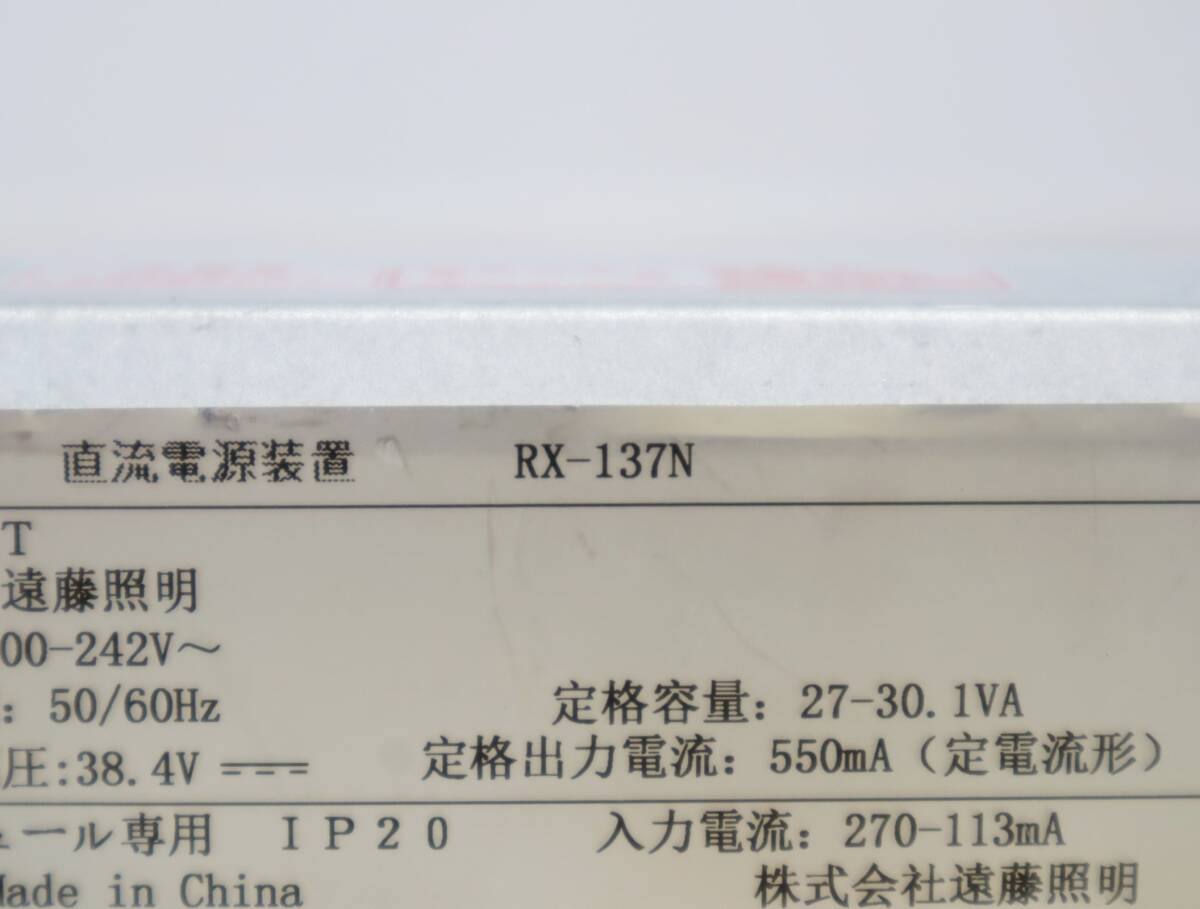 直流電源装置 RX-137N
T
遠藤照明
00-242V～
: 50/60Hz 定格容量: 27-30.1VA
圧:38.4V 定格出力電流: 550mA (定電流形)
ュール専用 ＩＰ２０ 入力電流: 270-113mA
Made in China 株式会社遠藤照明